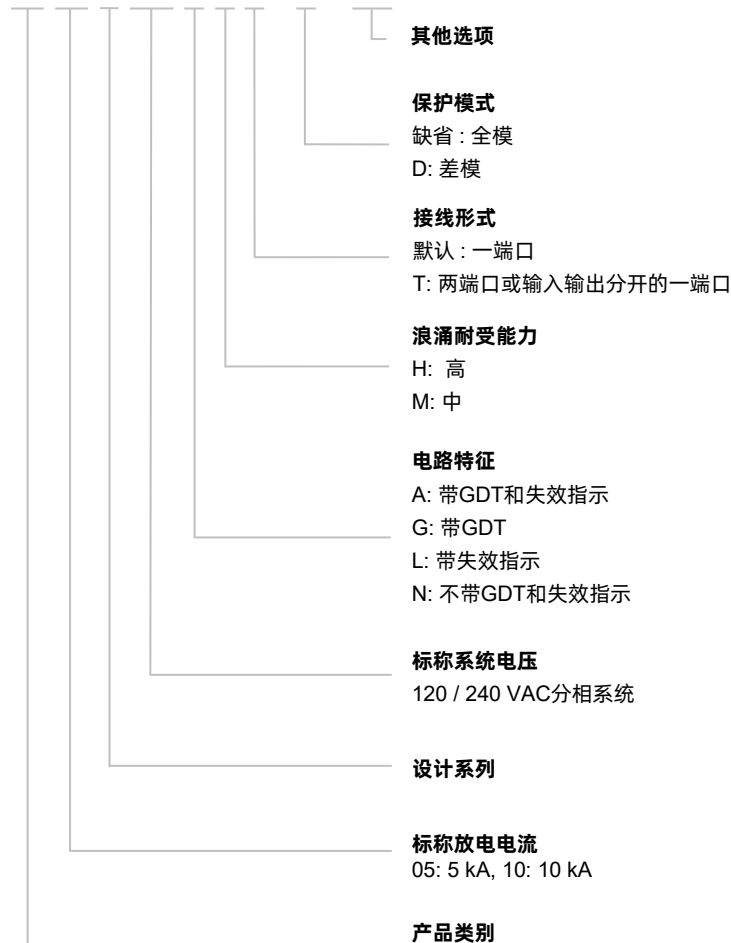 其他选项
保护模式
缺省 : 全模
D: 差模
接线形式
默认 : 一端口
T: 两端口或输入输出分开的一端口
浪涌耐受能力
H: 高
M: 中
电路特征
A: 带GDT和失效指示
G: 带GDT
L: 带失效指示
N: 不带GDT和失效指示
标称系统电压
120 / 240 VAC分相系统
设计系列
标称放电电流
05: 5 kA, 10: 10 kA
产品类别